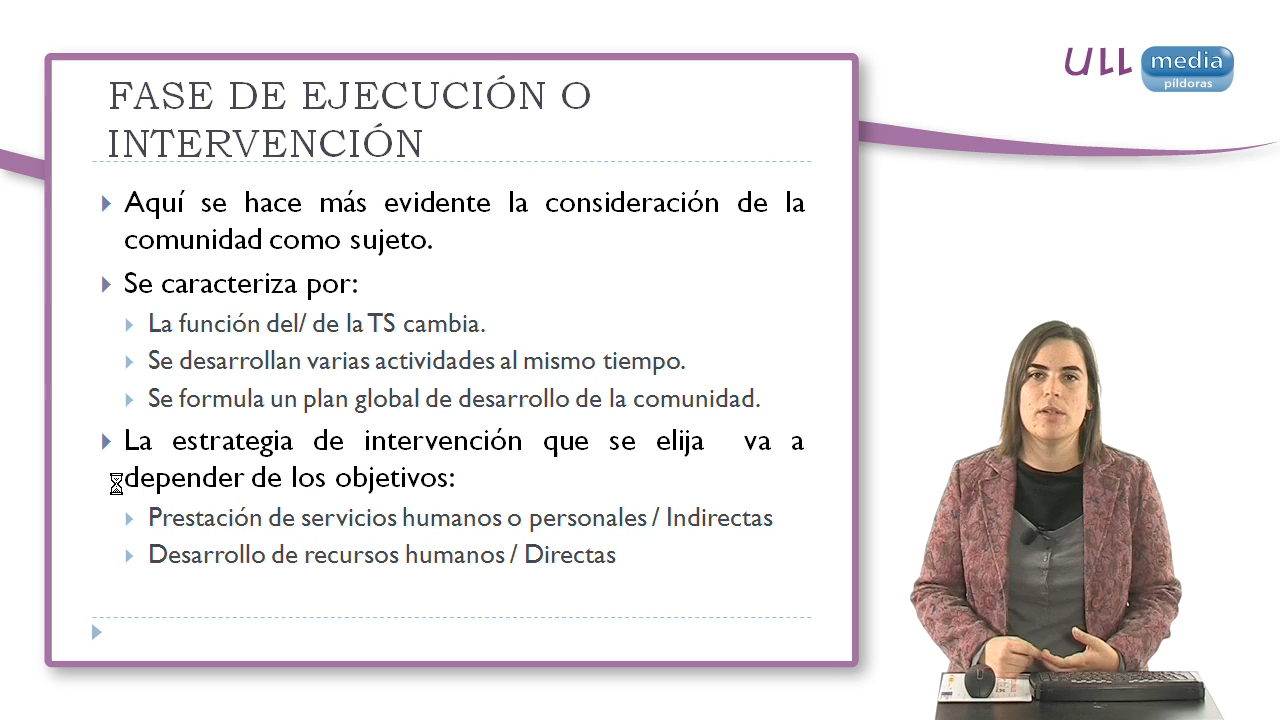 ULL media
píldoras
FASE DE EJECUCIÓN O
INTERVENCIÓN
Aquí se hace más evidente la consideración de la
comunidad como sujeto.
Se caracteriza por:
La función del/ de la TS cambia.
Se desarrollan varias actividades al mismo tiempo.
Se formula un plan global de desarrollo de la comunidad.
La estrategia de intervención que se elija va a
depender de los objetivos:
Prestación de servicios humanos o personales / Indirectas
Desarrollo de recursos humanos / Directas